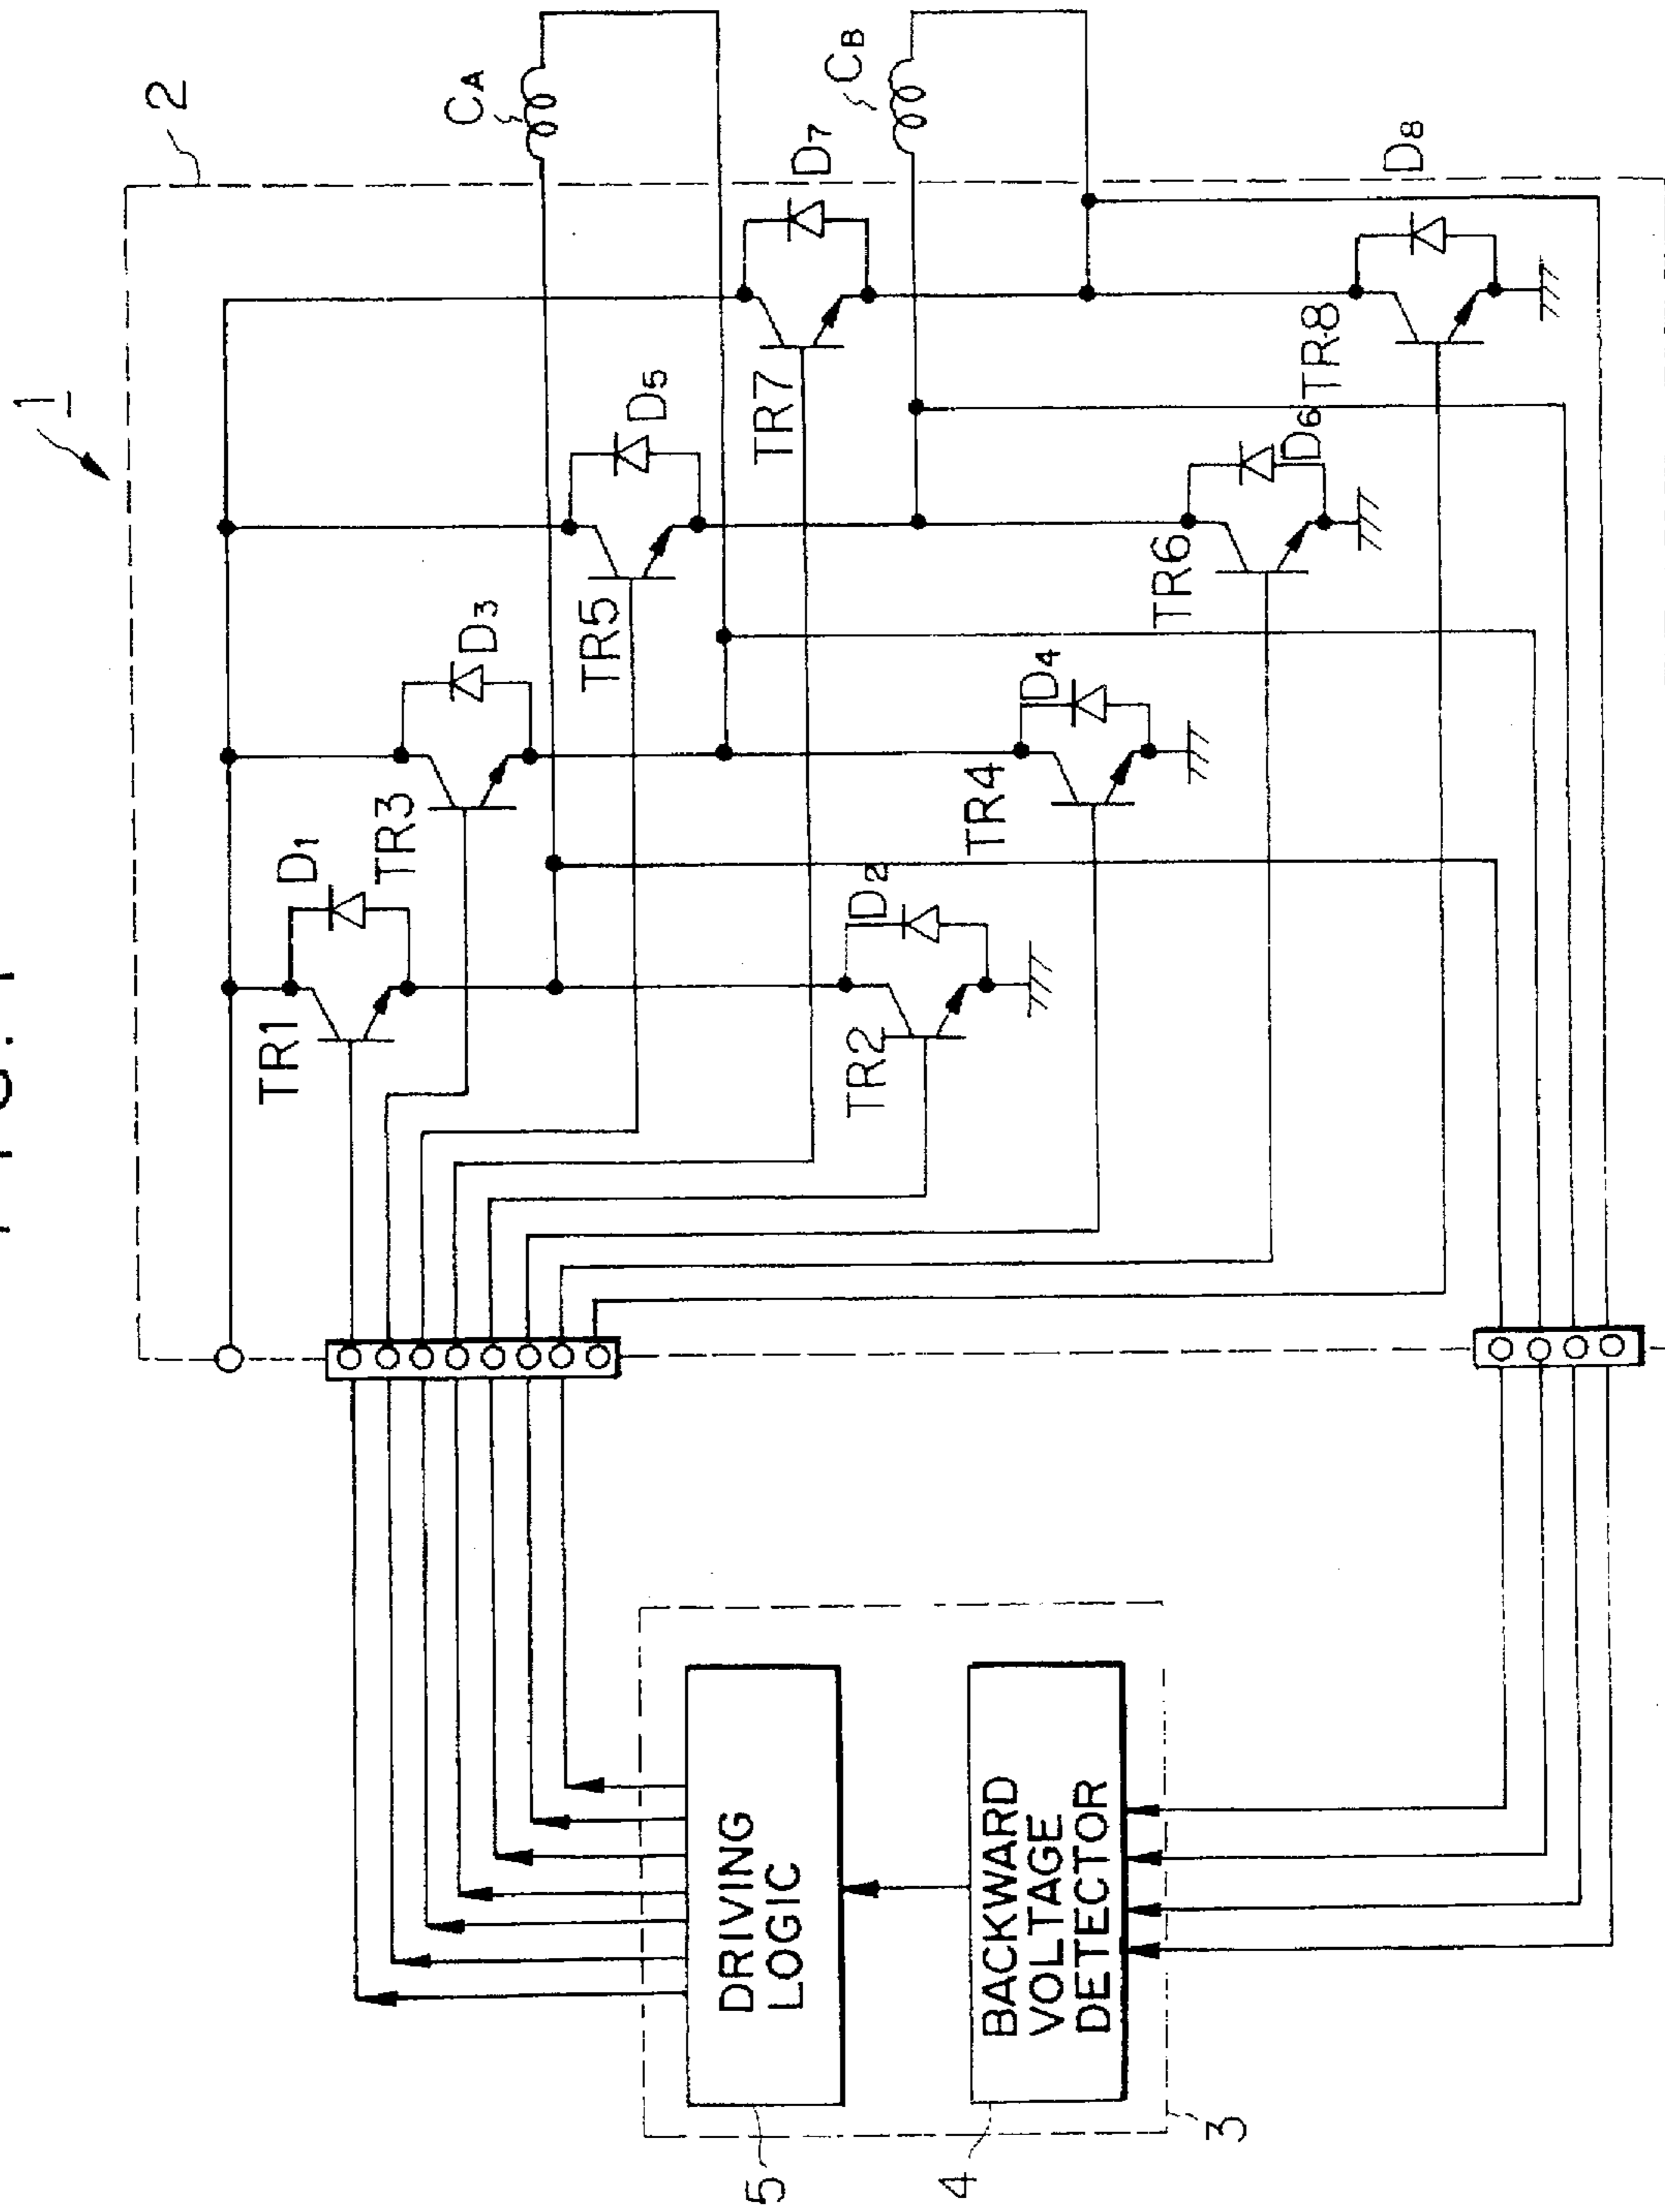 1
2
CA
CB
D1
D3
D5
D7
TR1
TR3
TR5
TR7
D2
D4
D6
D8
TR2
TR4
TR6
TR8
DRIVING
LOGIC
BACKWARD
VOLTAGE
DETECTOR
5
4
3